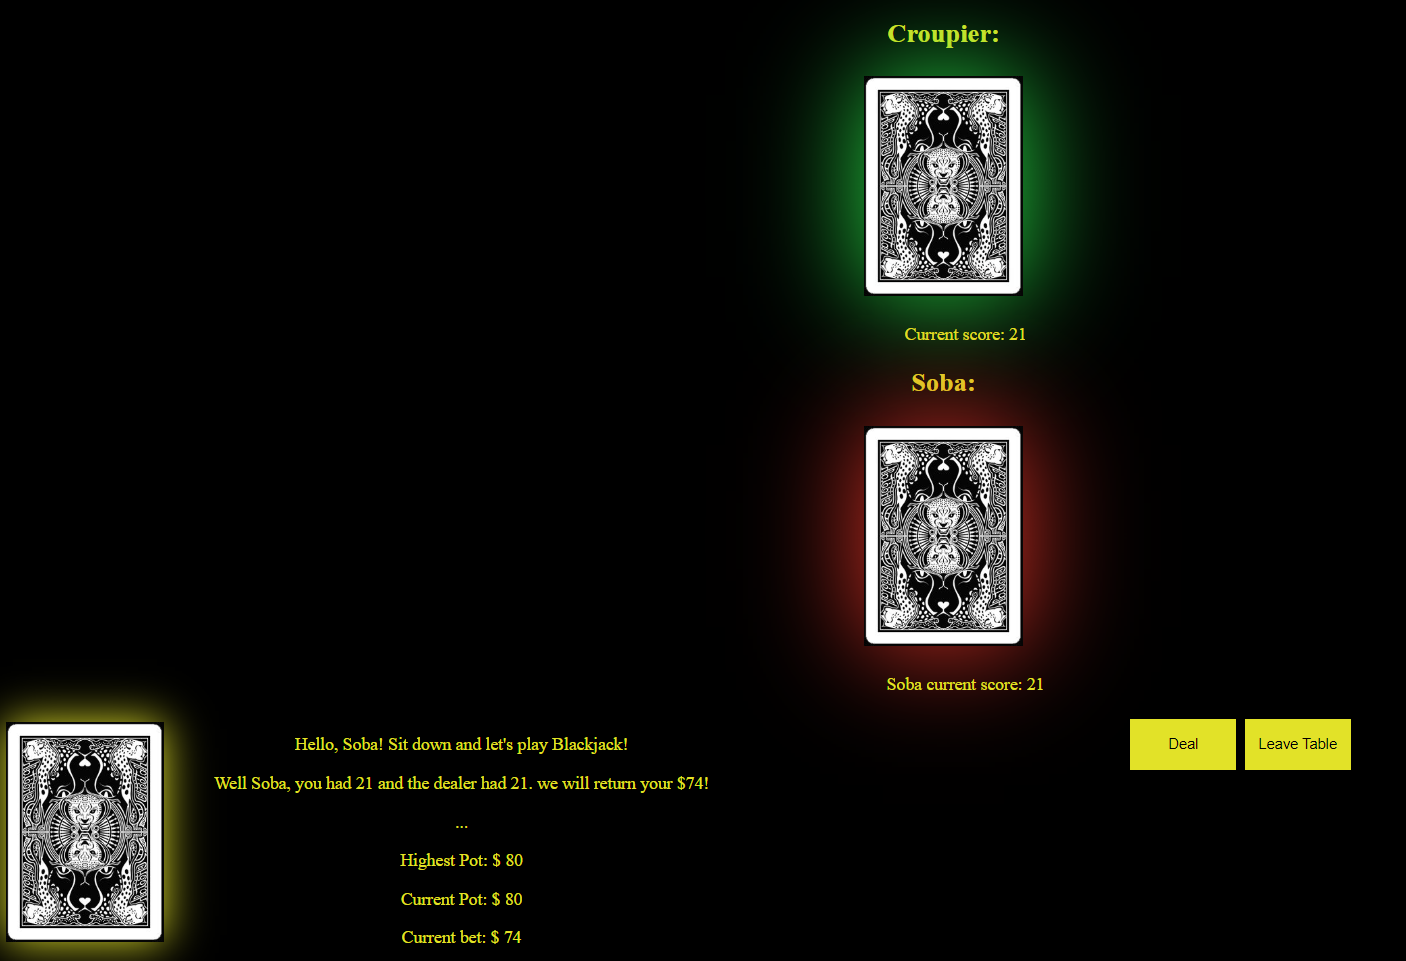 Croupier:
Current score: 21
Soba:
Soba current score: 21
Hello, Soba! Sit down and let's play Blackjack!
Well Soba, you had 21 and the dealer had 21. we will return your $74!
...
Highest Pot: $ 80
Current Pot: $ 80
Current bet: $ 74
Deal
Leave Table